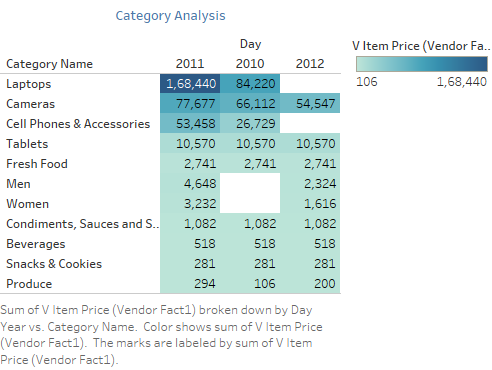 Category Analysis
Day
Category Name 2011 2010 2012
Laptops 1,68,440 84,220
Cameras 77,677 66,112 54,547
Cell Phones & Accessories 53,458 26,729
Tablets 10,570 10,570 10,570
Fresh Food 2,741 2,741 2,741
Men 4,648 2,324
Women 3,232 1,616
Condiments, Sauces and S.. 1,082 1,082 1,082
Beverages 518 518 518
Snacks & Cookies 281 281 281
Produce 294 106 200
V Item Price (Vendor Fa..
106 1,68,440
Sum of V Item Price (Vendor Fact1) broken down by Day
Year vs. Category Name. Color shows sum of V Item Price
(Vendor Fact1). The marks are labeled by sum of V Item
Price (Vendor Fact1).